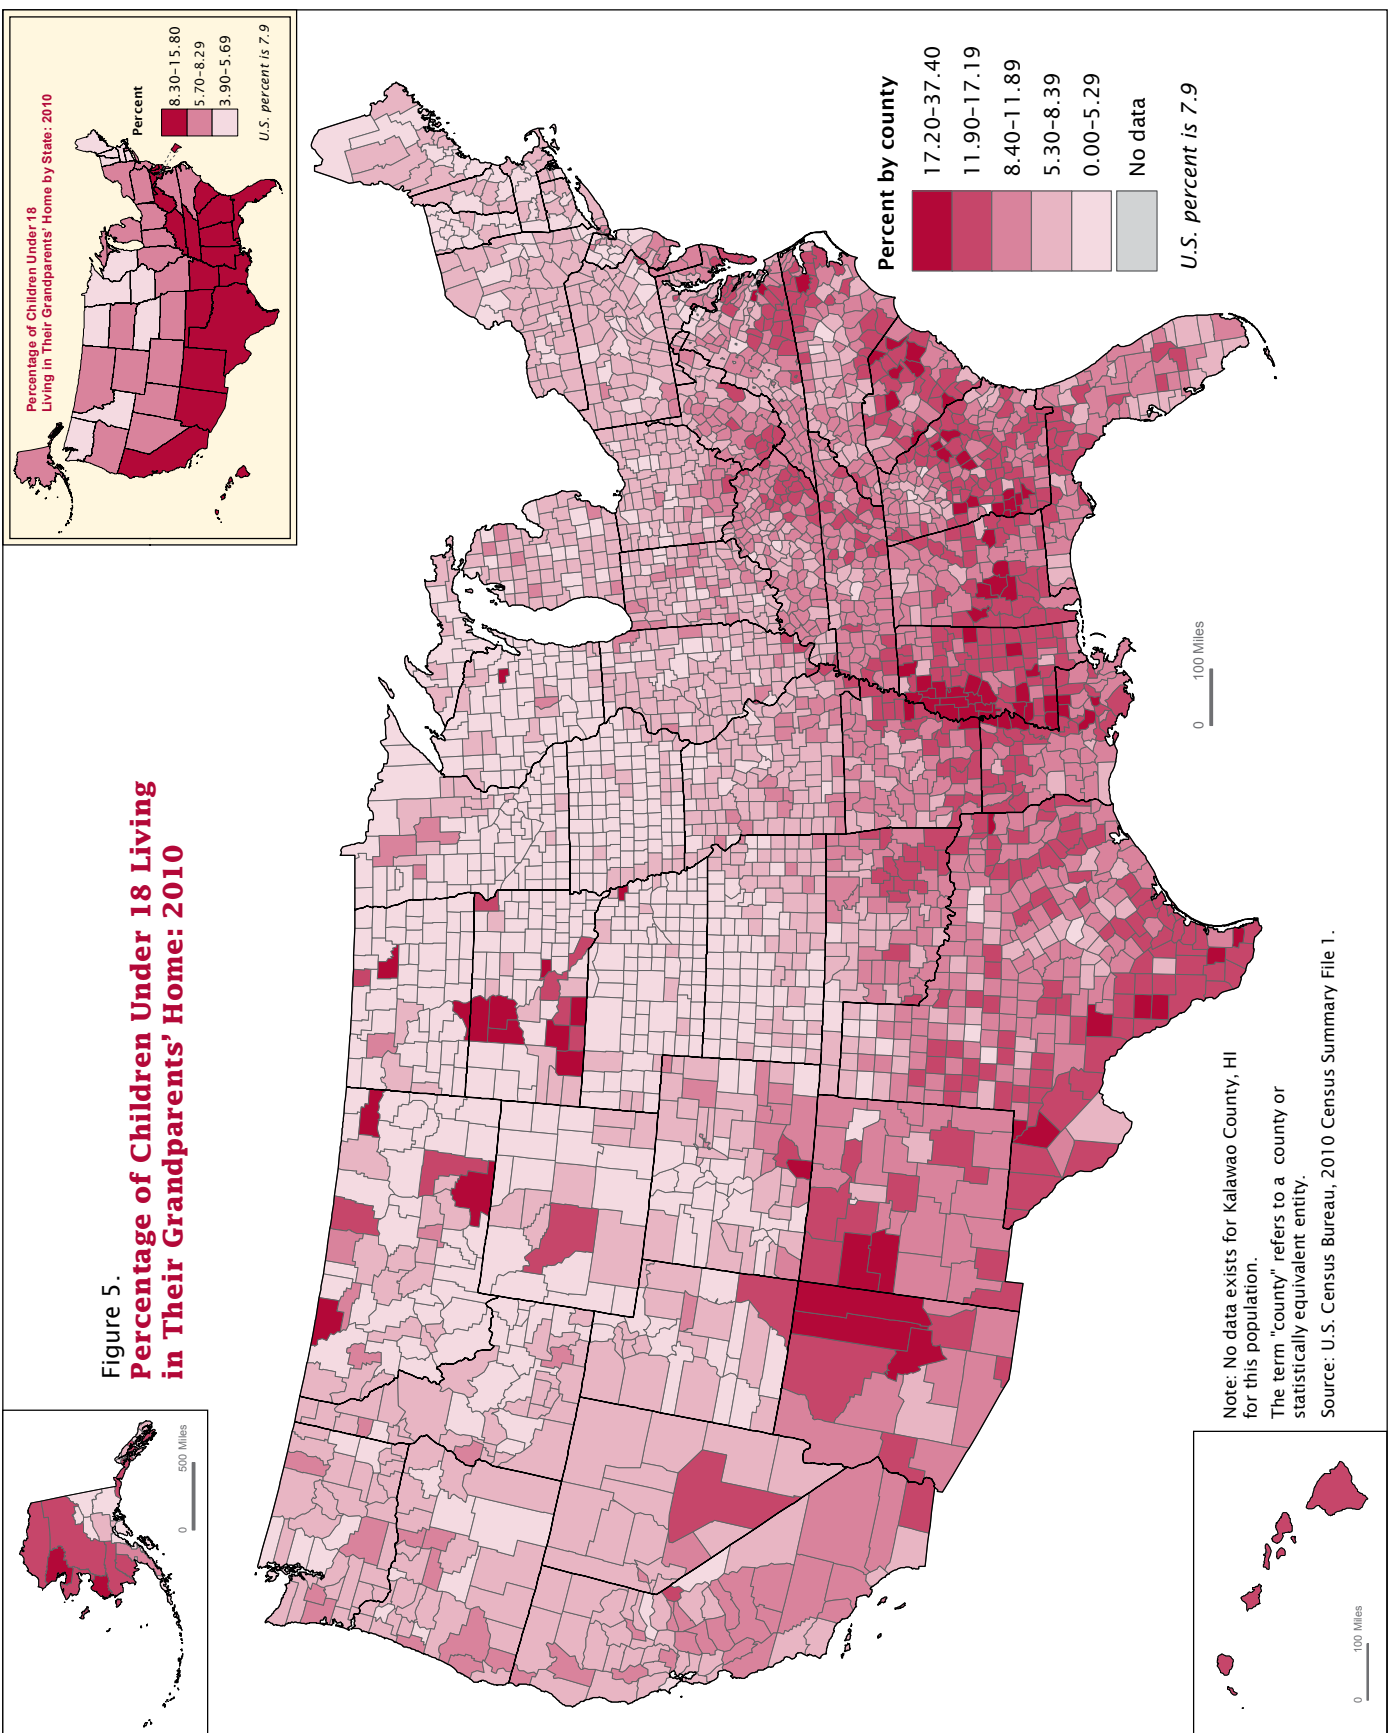 Figure 5.
Percentage of Children Under 18 Living
in Their Grandparents' Home: 2010
Percentage of Children Under 18
Living in Their Grandparents' Home by State: 2010
Percent
8.30–15.80
5.70–8.29
3.90–5.69
U.S. percent is 7.9
0 500 Miles
Percent by county
17.20–37.40
11.90–17.19
8.40–11.89
5.30–8.39
0.00–5.29
No data
U.S. percent is 7.9
0 100 Miles
0 100 Miles
Note: No data exists for Kalawao County, HI
for this population.
The term "county" refers to a county or
statistically equivalent entity.
Source: U.S. Census Bureau, 2010 Census Summary File 1.